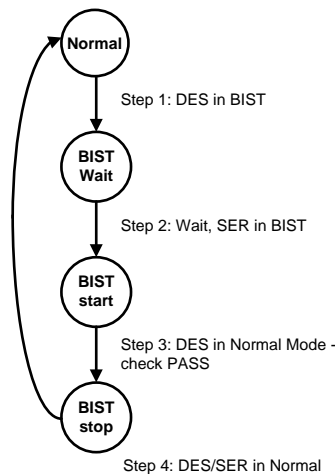 Normal
Step 1: DES in BIST
BIST
Wait
Step 2: Wait, SER in BIST
BIST
start
Step 3: DES in Normal Mode -
check PASS
BIST
stop
Step 4: DES/SER in Normal